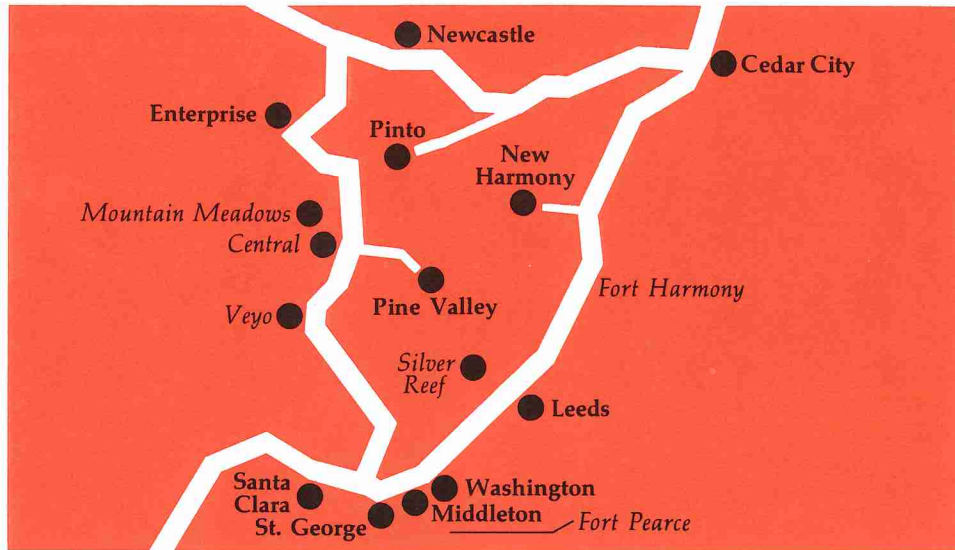 Newcastle
Cedar City
Enterprise
Pinto
New
Harmony
Mountain Meadows
Central
Fort Harmony
Pine Valley
Veyo
Silver
Reef
Leeds
Santa
Clara
Washington
St. George
Middleton
Fort Pearce